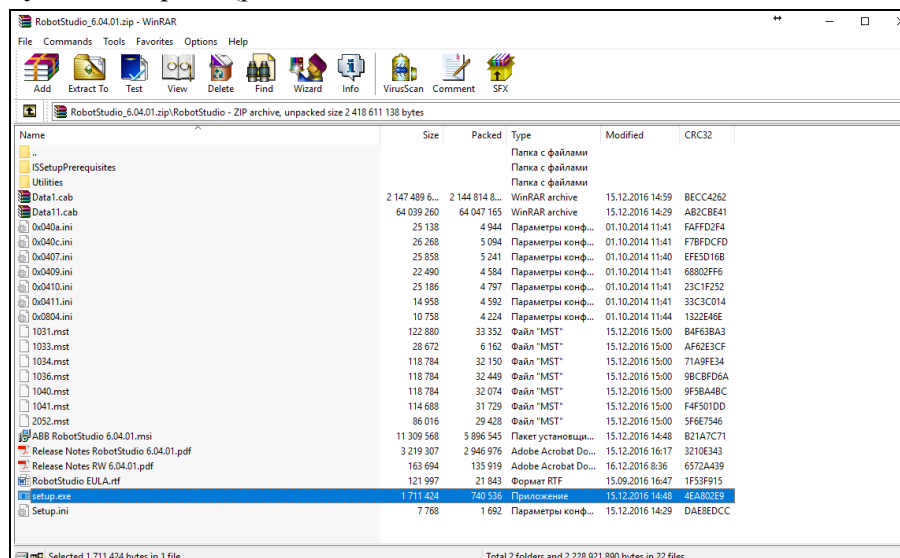 RobotStudio_6.04.01.zip - WinRAR
File Commands Tools Favorites Options Help
Add Extract To Test View Delete Find Wizard Info VirusScan Comment SFX
RobotStudio_6.04.01.zip\RobotStudio - ZIP archive, unpacked size 2 418 611 138 bytes
Name Size Packed Type Modified CRC32
.. Папка с файлами
ISSetupPrerequisites Папка с файлами
Utilities Папка с файлами
Data1.cab 2 147 489 6... 2 144 814 8... WinRAR archive 15.12.2016 14:59 BECC4262
Data11.cab 64 039 260 64 047 165 WinRAR archive 15.12.2016 14:29 AB2CBE41
0x040a.ini 25 138 4 944 Параметры конф... 01.10.2014 11:41 FAFFD2F4
0x040c.ini 26 268 5 094 Параметры конф... 01.10.2014 11:41 F7BFDCFD
0x0407.ini 25 858 5 241 Параметры конф... 01.10.2014 11:40 EFE5D16B
0x0409.ini 22 490 4 584 Параметры конф... 01.10.2014 11:41 68802FF6
0x0410.ini 25 186 4 797 Параметры конф... 01.10.2014 11:41 23C1F252
0x0411.ini 14 958 4 592 Параметры конф... 01.10.2014 11:41 33C3C014
0x0804.ini 10 758 4 224 Параметры конф... 01.10.2014 11:44 1322E46E
1031.mst 122 880 33 352 Файл "MST" 15.12.2016 15:00 B4F63BA3
1033.mst 28 672 6 162 Файл "MST" 15.12.2016 15:00 AF62E3CF
1034.mst 118 784 32 150 Файл "MST" 15.12.2016 15:00 71A9FE34
1036.mst 118 784 32 449 Файл "MST" 15.12.2016 15:00 9BCBFD6A
1040.mst 118 784 32 074 Файл "MST" 15.12.2016 15:00 9F5BA4BC
1041.mst 114 688 31 729 Файл "MST" 15.12.2016 15:00 F4F501DD
2052.mst 86 016 29 428 Файл "MST" 15.12.2016 15:00 5F6E7546
ABB RobotStudio 6.04.01.msi 11 309 568 5 896 545 Пакет установщи... 15.12.2016 14:48 B21A7C71
Release Notes RobotStudio 6.04.01.pdf 3 219 307 2 946 976 Adobe Acrobat Do... 15.12.2016 16:17 3210E343
Release Notes RW 6.04.01.pdf 163 694 135 919 Adobe Acrobat Do... 16.12.2016 8:36 6572A439
RobotStudio EULA.rtf 121 997 21 843 Формат RTF 15.09.2016 16:47 1F53F915
setup.exe 1 711 424 740 536 Приложение 15.12.2016 14:48 4EA802E9
Setup.ini 7 768 1 692 Параметры конф... 15.12.2016 14:29 DAE8EDCC
Selected 1 711 424 bytes in 1 file Total 2 folders and 2 228 921 890 bytes in 22 files